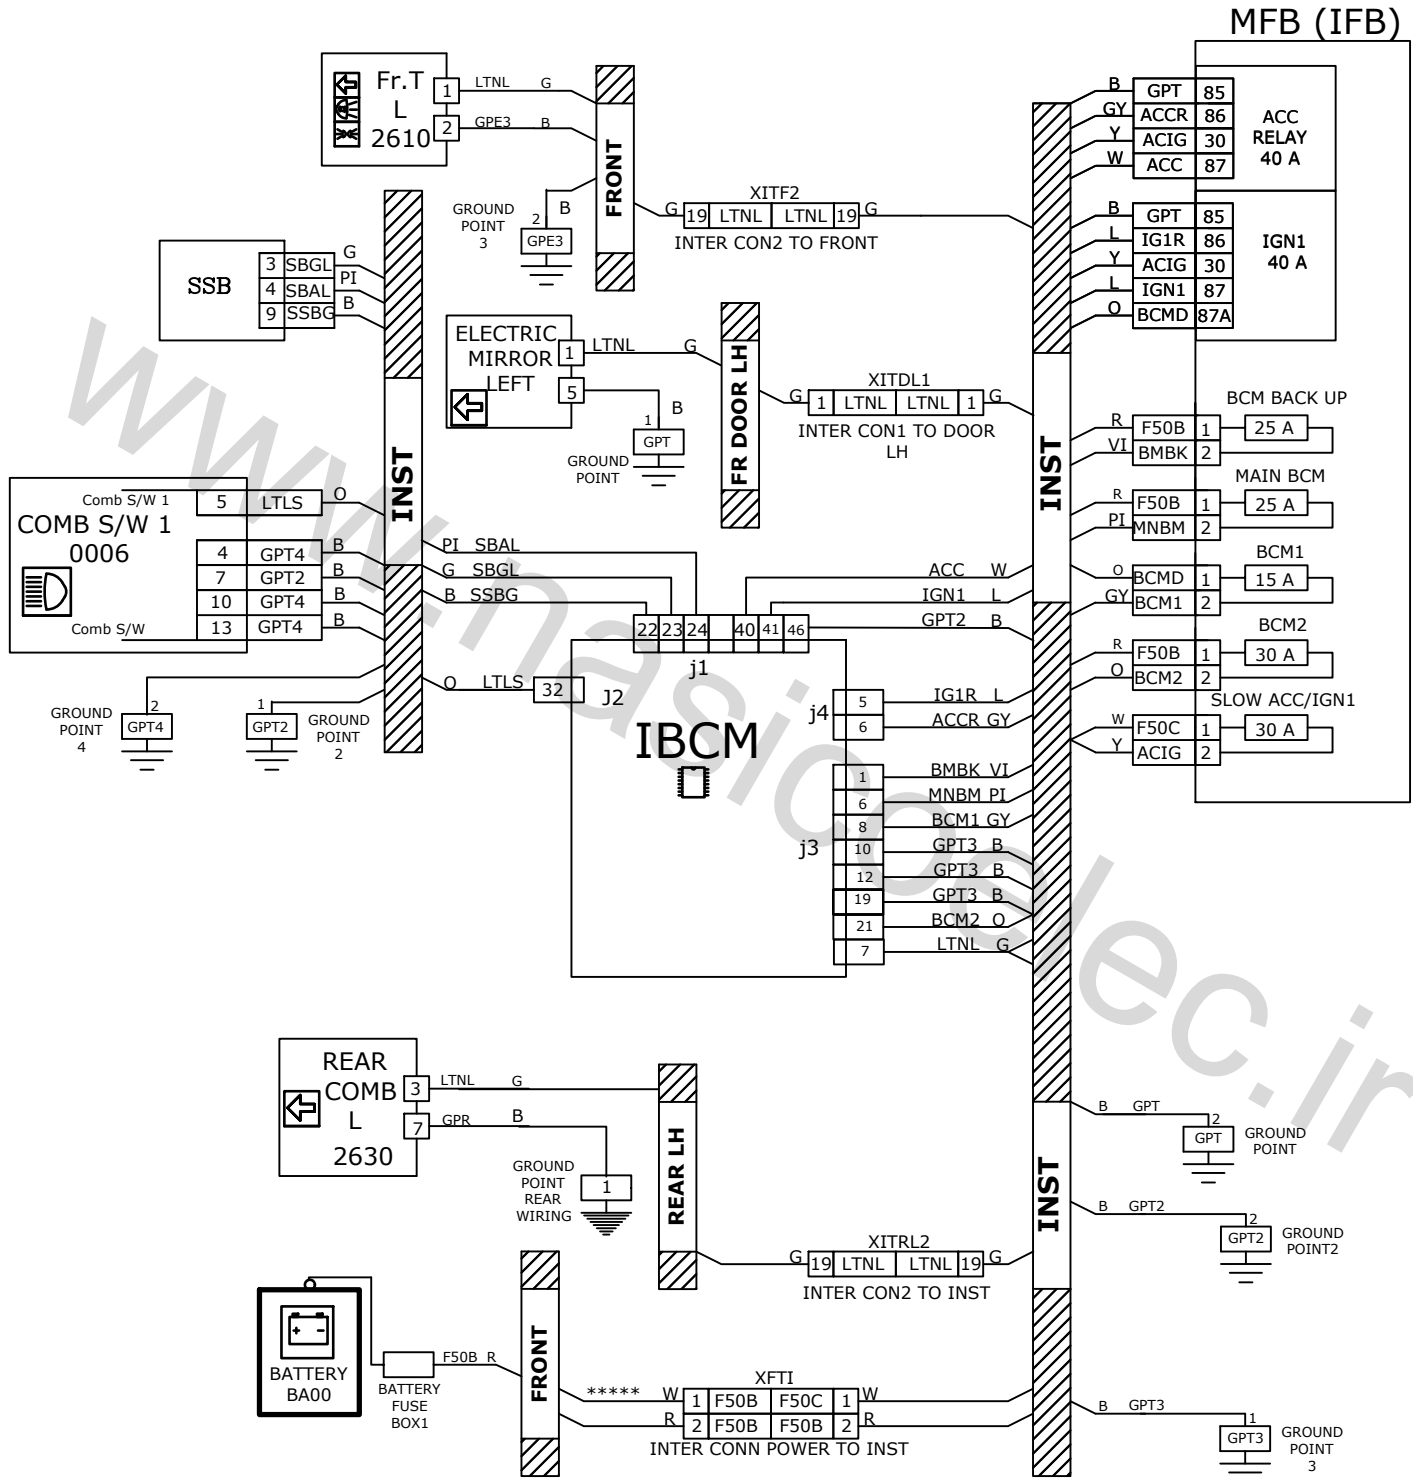 MFB (IFB)
Fr.T
L
2610
1 LTNL G
2 GPE3 B
FRONT
GROUND
POINT
3
2 B
GPE3
XITF2
G 19 LTNL LTNL 19 G
INTER CON2 TO FRONT
B GPT 85
GY ACCR 86
Y ACIG 30
W ACC 87
ACC
RELAY
40 A
B GPT 85
L IG1R 86
Y ACIG 30
L IGN1 87
O BCMD 87A
IGN1
40 A
SSB
3 SBGL G
4 SBAL PI
9 SSBG B
ELECTRIC
MIRROR
LEFT
1 LTNL G
5
1 B
GPT
GROUND
POINT
FR DOOR LH
XITDL1
G 1 LTNL LTNL 1 G
INTER CON1 TO DOOR
LH
INST
INST
BCM BACK UP
R F50B 1 25 A
VI BMBK 2
MAIN BCM
R F50B 1 25 A
PI MNBM 2
BCM1
O BCMD 1 15 A
GY BCM1 2
BCM2
R F50B 1 30 A
O BCM2 2
SLOW ACC/IGN1
W F50C 1 30 A
Y ACIG 2
Comb S/W 1
COMB S/W 1
0006
Comb S/W
5 LTLS O
4 GPT4 B
7 GPT2 B
10 GPT4 B
13 GPT4 B
GROUND
POINT
4
2
GPT4
1
GPT2
GROUND
POINT
2
PI SBAL
G SBGL
B SSBG
O LTLS 32 J2
22 23 24 40 41 46
j1
ACC W
IGN1 L
GPT2 B
IBCM
j4
5 IG1R L
6 ACCR GY
j3
1 BMBK VI
6 MNBM PI
8 BCM1 GY
10 GPT3 B
12 GPT3 B
19 GPT3 B
21 BCM2 O
7 LTNL G
REAR
COMB
L
2630
3 LTNL G
7 GPR B
GROUND
POINT
REAR
WIRING
1
REAR LH
XITRL2
G 19 LTNL LTNL 19 G
INTER CON2 TO INST
INST
B GPT
2
GPT
GROUND
POINT
B GPT2
2
GPT2
GROUND
POINT2
B GPT3
1
GPT3
GROUND
POINT
3
+ -
BATTERY
BA00
BATTERY
FUSE
BOX1
F50B R
FRONT
XFTI
***** W 1 F50B F50C 1 W
R 2 F50B F50B 2 R
INTER CONN POWER TO INST
www.nasicoelec.ir